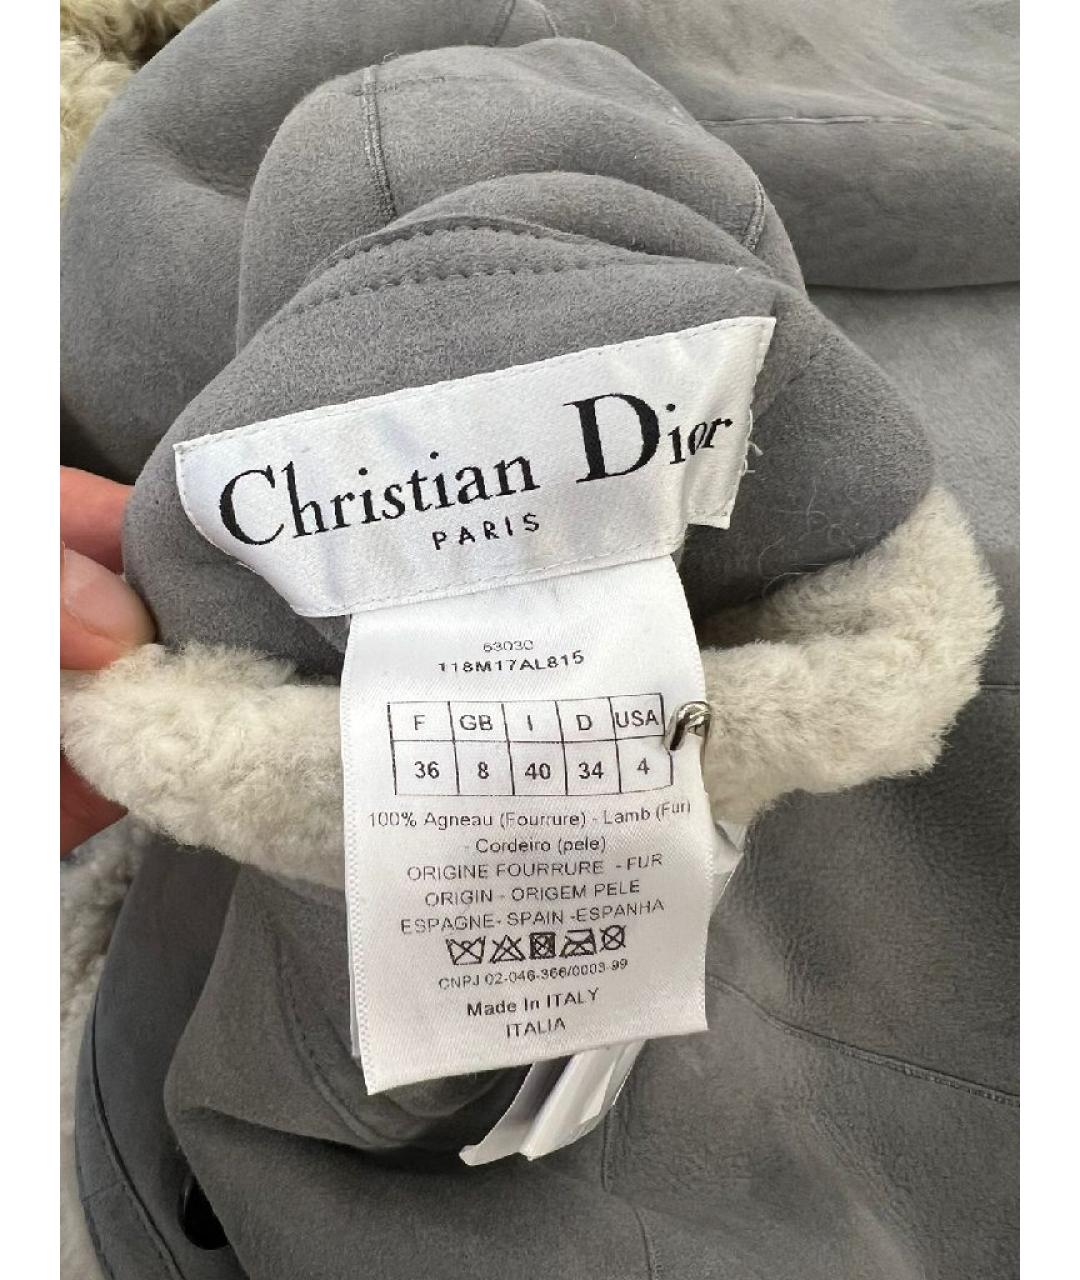 Christian Dior
PARIS
63030
118M17AL815
F GB I D USA
36 8 40 34 4
100% Agneau (Fourrure) - Lamb (Fur)
- Cordeiro (pele)
ORIGINE FOURRURE - FUR
ORIGIN - ORIGEM PELE
ESPAGNE- SPAIN -ESPANHA
CNPJ 02-046-366/0003-99
Made In ITALY
ITALIA